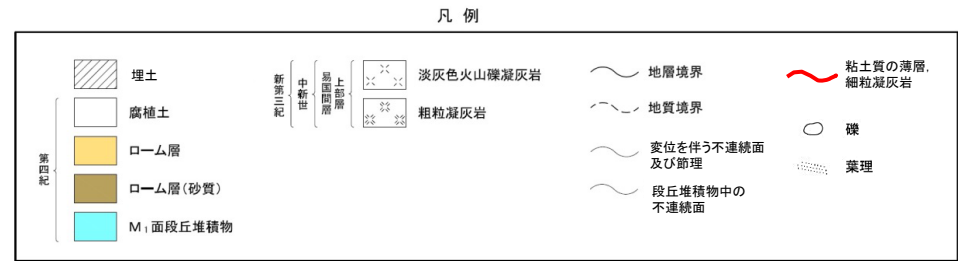 凡 例
埋土
腐植土
ローム層
ローム層(砂質)
M₁面段丘堆積物
第四紀
新第三紀
中新世
易国間層
上部層
淡灰色火山礫凝灰岩
粗粒凝灰岩
地層境界
地質境界
変位を伴う不連続面
及び節理
段丘堆積物中の
不連続面
粘土質の薄層,
細粒凝灰岩
礫
葉理